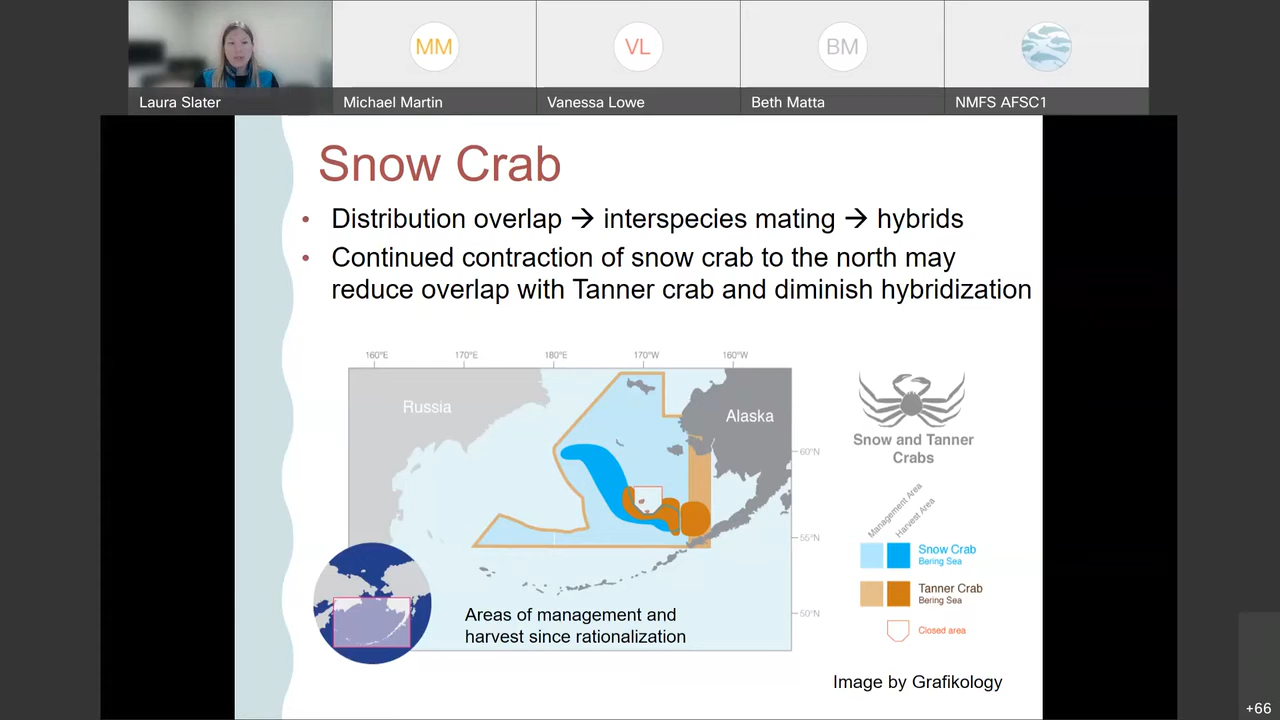 MM
VL
BM
Laura Slater
Michael Martin
Vanessa Lowe
Beth Matta
NMFS AFSC1
Snow Crab
• Distribution overlap → interspecies mating → hybrids
• Continued contraction of snow crab to the north may
reduce overlap with Tanner crab and diminish hybridization
160°E
170°E
180°E
170°W
160°W
Russia
Alaska
60°N
55°N
50°N
Areas of management and
harvest since rationalization
Snow and Tanner
Crabs
Management Area
Harvest Area
Snow Crab
Bering Sea
Tanner Crab
Bering Sea
Closed area
Image by Grafikology
+66